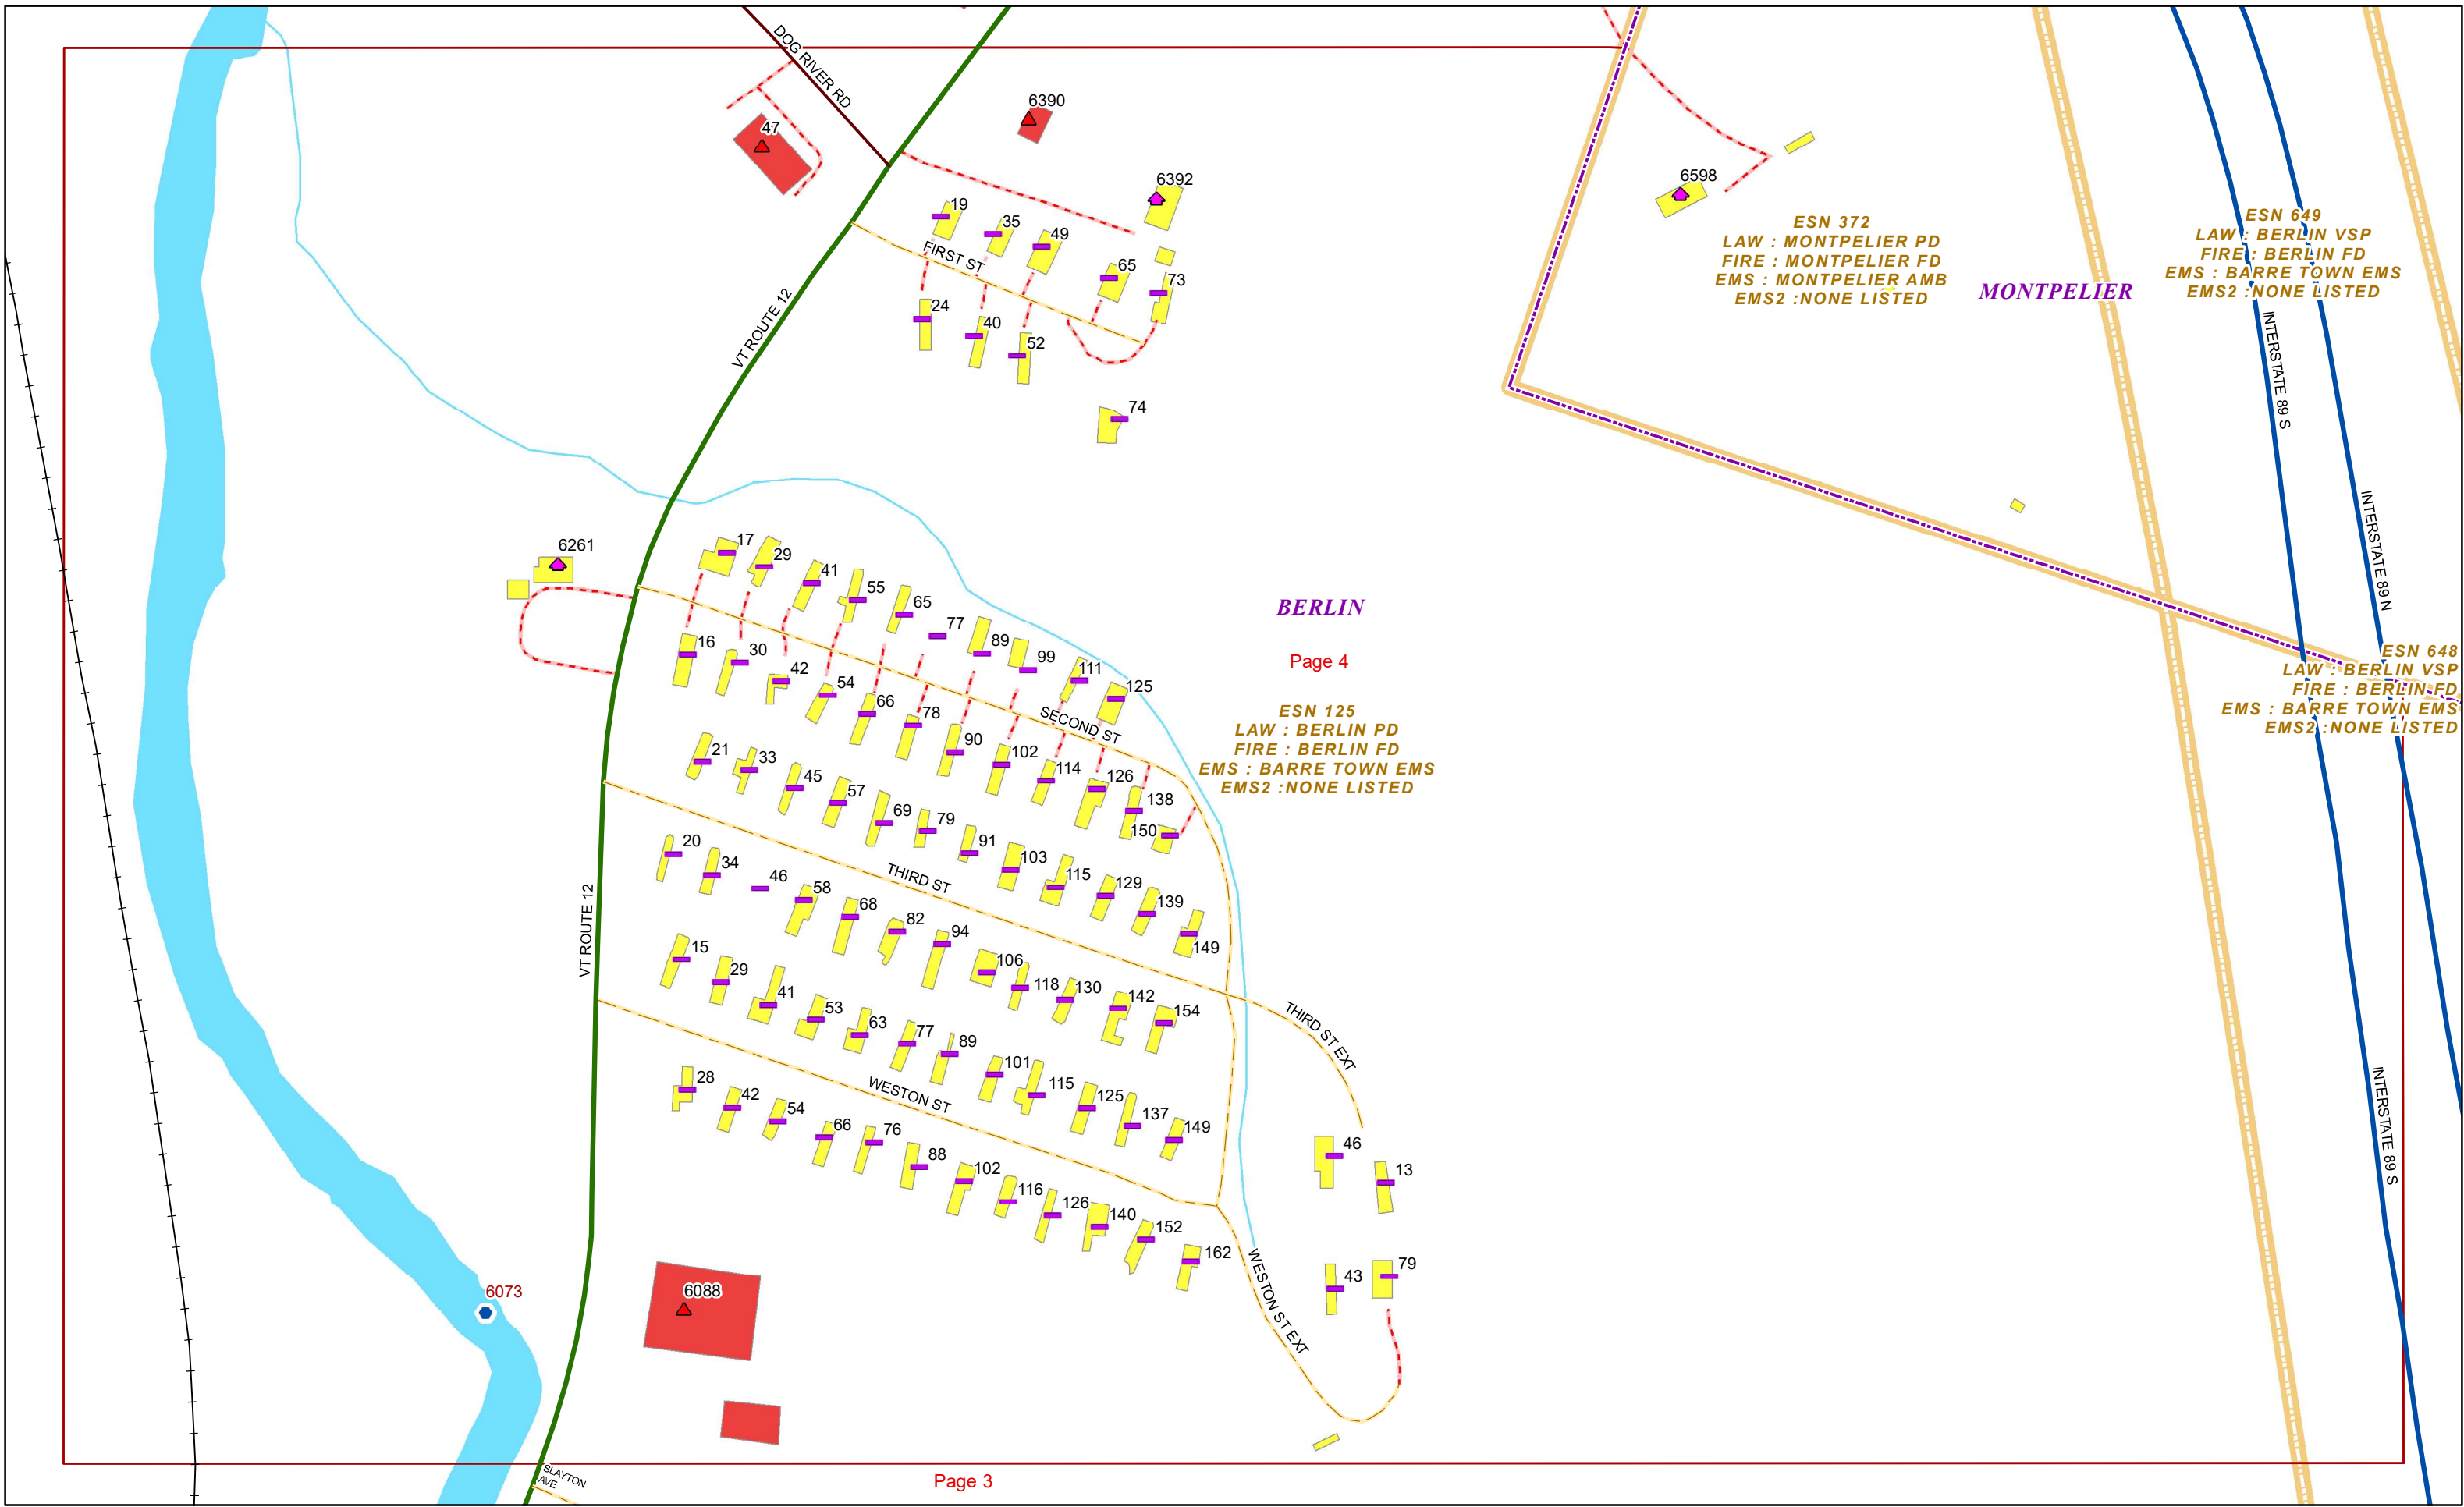 DOG RIVER RD
6390
47
6392
6598
19
35
49
FIRST ST
65
73
24
40
52
VT ROUTE 12
74
ESN 372
LAW : MONTPELIER PD
FIRE : MONTPELIER FD
EMS : MONTPELIER AMB
EMS2 :NONE LISTED
MONTPELIER
ESN 649
LAW : BERLIN VSP
FIRE : BERLIN FD
EMS : BARRE TOWN EMS
EMS2 :NONE LISTED
INTERSTATE 89 S
INTERSTATE 89 N
6261
17
29
41
55
65
77
89
99
111
125
BERLIN
Page 4
16
30
42
54
66
78
90
102
114
126
138
150
SECOND ST
ESN 125
LAW : BERLIN PD
FIRE : BERLIN FD
EMS : BARRE TOWN EMS
EMS2 :NONE LISTED
ESN 648
LAW : BERLIN VSP
FIRE : BERLIN FD
EMS : BARRE TOWN EMS
EMS2 :NONE LISTED
21
33
45
57
69
79
91
103
115
129
139
149
THIRD ST
20
34
46
58
68
82
94
106
118
130
142
154
VT ROUTE 12
15
29
41
53
63
77
89
101
115
125
137
149
THIRD ST EXT
WESTON ST
28
42
54
66
76
88
102
116
126
140
152
162
46
13
43
79
WESTON ST EXT
INTERSTATE 89 S
6073
6088
SLAYTON
AVE
Page 3